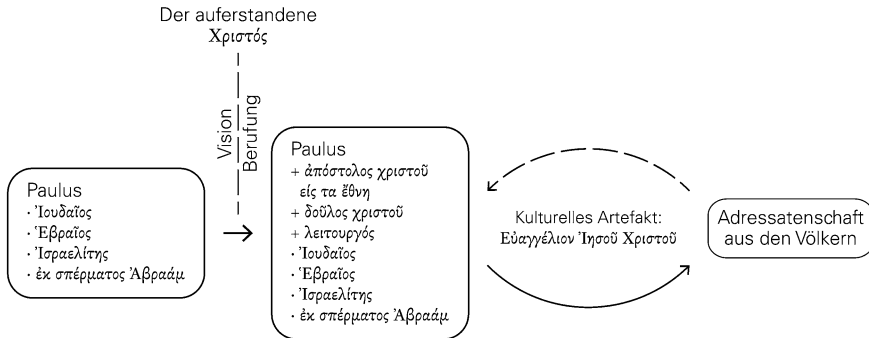 Der auferstandene
Χριστός
Vision
Berufung
Paulus
· Ἰουδαῖος
· Ἑβραῖος
· Ἰσραελίτης
· ἐκ σπέρματος Ἀβραάμ
Paulus
+ ἀπόστολος χριστοῦ
εἰς τα ἔθνη
+ δοῦλος χριστοῦ
+ λειτουργός
· Ἰουδαῖος
· Ἑβραῖος
· Ἰσραελίτης
· ἐκ σπέρματος Ἀβραάμ
Kulturelles Artefakt:
Εὐαγγέλιον Ἰησοῦ Χριστοῦ
Adressatenschaft
aus den Völkern